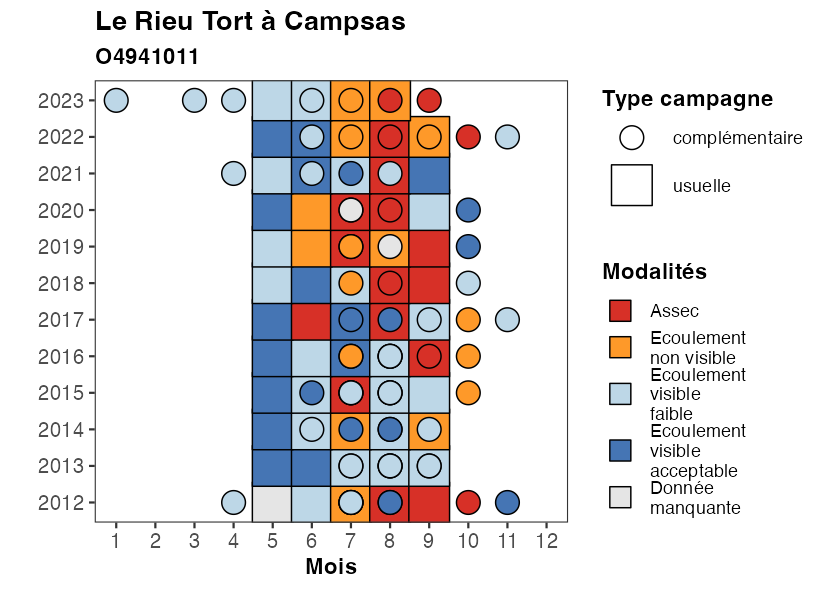 Le Rieu Tort à Campsas
O4941011
2023
2022
2021
2020
2019
2018
2017
2016
2015
2014
2013
2012
1 2 3 4 5 6 7 8 9 10 11 12
Mois
Type campagne
complémentaire
usuelle
Modalités
Assec
Ecoulement
non visible
Ecoulement
visible
faible
Ecoulement
visible
acceptable
Donnée
manquante